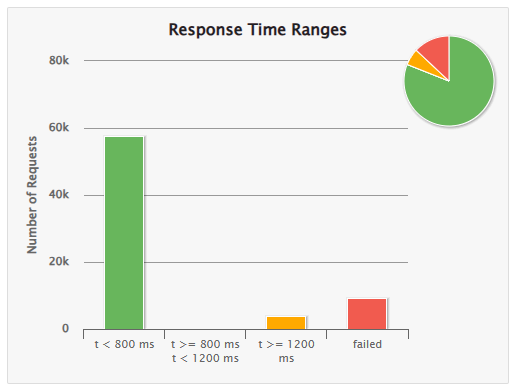 Response Time Ranges
Number of Requests
80k
60k
40k
20k
0
t < 800 ms
t >= 800 ms
t < 1200 ms
t >= 1200
ms
failed